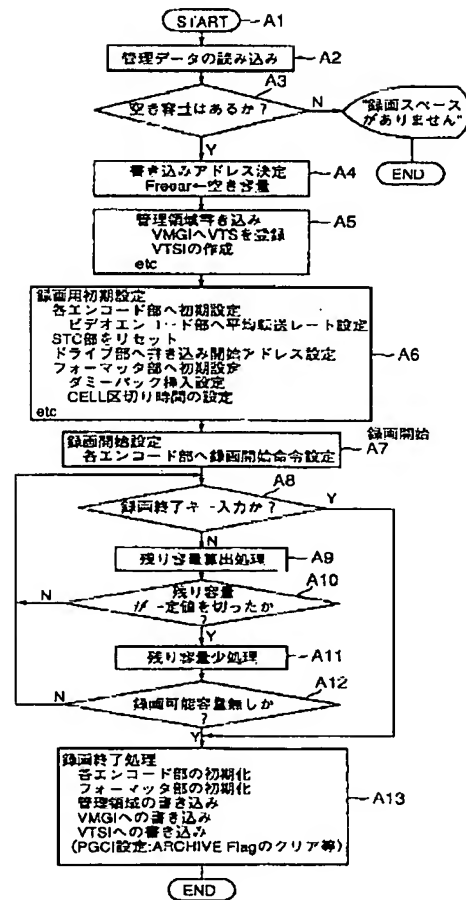 START
A1
管理データの読み込み
A2
A3
空き容量はあるか?
N
"録画スペース
がありません"
END
Y
書き込みアドレス決定
Freear←空き容量
A4
管理領域書き込み
VMGIへVTSを登録
VTSIの作成
etc
A5
録画用初期設定
各エンコード部へ初期設定
ビデオエンコード部へ平均転送レート設定
STC部をリセット
ドライブ部へ書き込み開始アドレス設定
フォーマッタ部へ初期設定
ダミーパック挿入設定
CELL区切り時間の設定
etc
A6
録画開始設定
各エンコード部へ録画開始命令設定
録画開始
A7
A8
録画終了キー入力か?
Y
N
残り容量算出処理
A9
A10
残り容量
が一定値を切ったか
?
N
Y
残り容量少処理
A11
A12
録画可能容量無しか
?
N
Y
録画終了処理
各エンコード部の初期化
フォーマッタ部の初期化
管理領域の書き込み
VMGIへの書き込み
VTSIへの書き込み
(PGCI設定:ARCHIVE Flagのクリア等)
A13
END